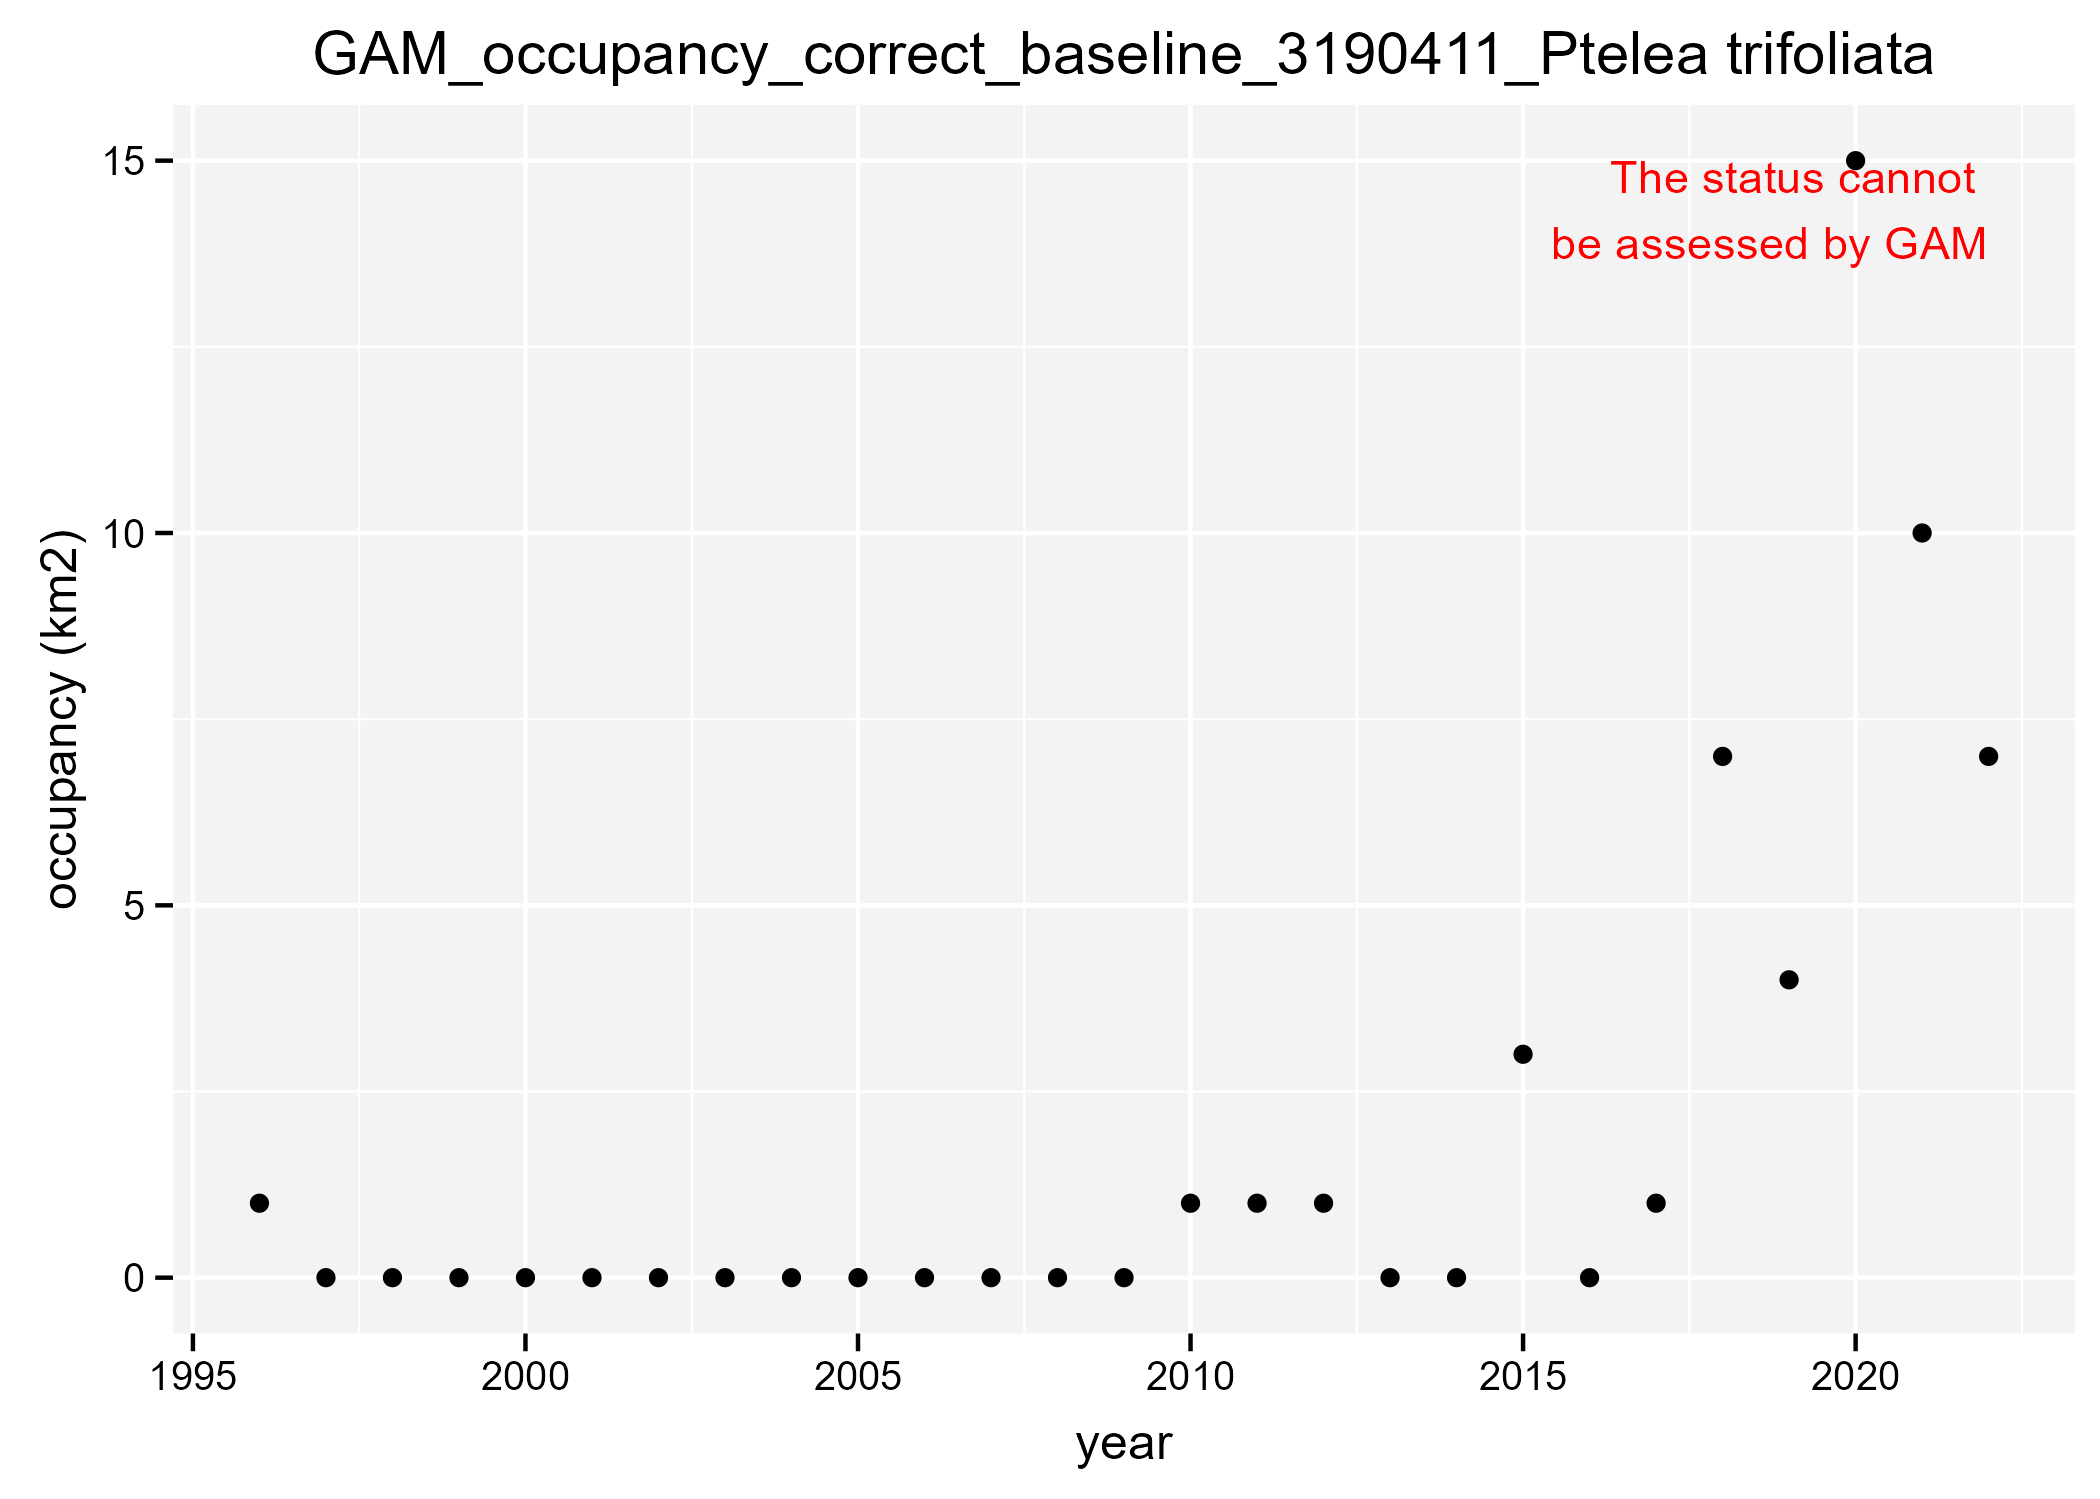 GAM_occupancy_correct_baseline_3190411_Ptelea trifoliata
15
The status cannot
be assessed by GAM
10
occupancy (km2)
5
0
1995 2000 2005 2010 2015 2020
year